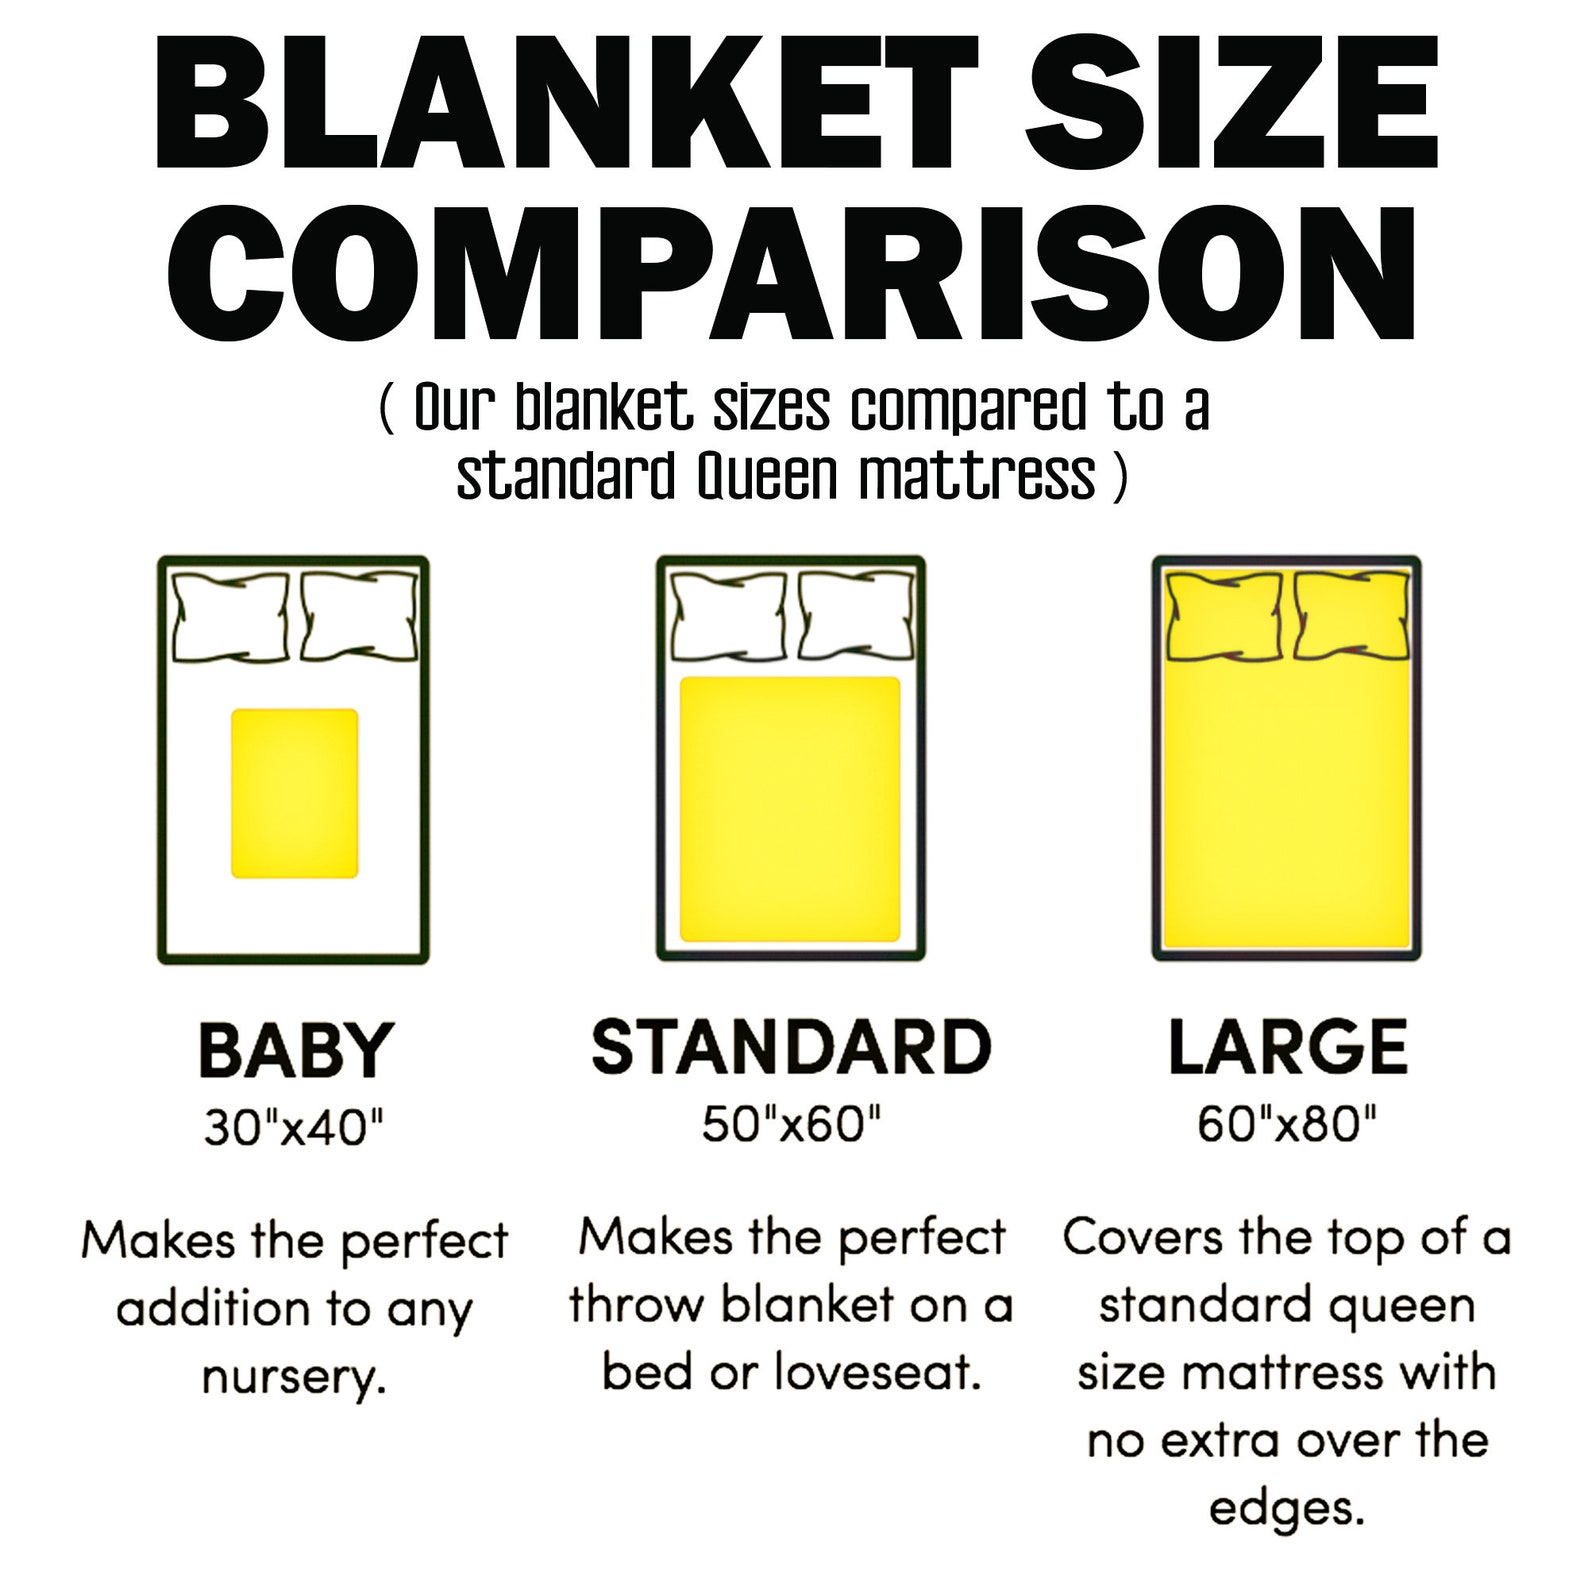 BLANKET SIZE
COMPARISON
( Our blanket sizes compared to a
standard Queen mattress )
BABY
30"x40"
Makes the perfect
addition to any
nursery.
STANDARD
50"x60"
Makes the perfect
throw blanket on a
bed or loveseat.
LARGE
60"x80"
Covers the top of a
standard queen
size mattress with
no extra over the
edges.